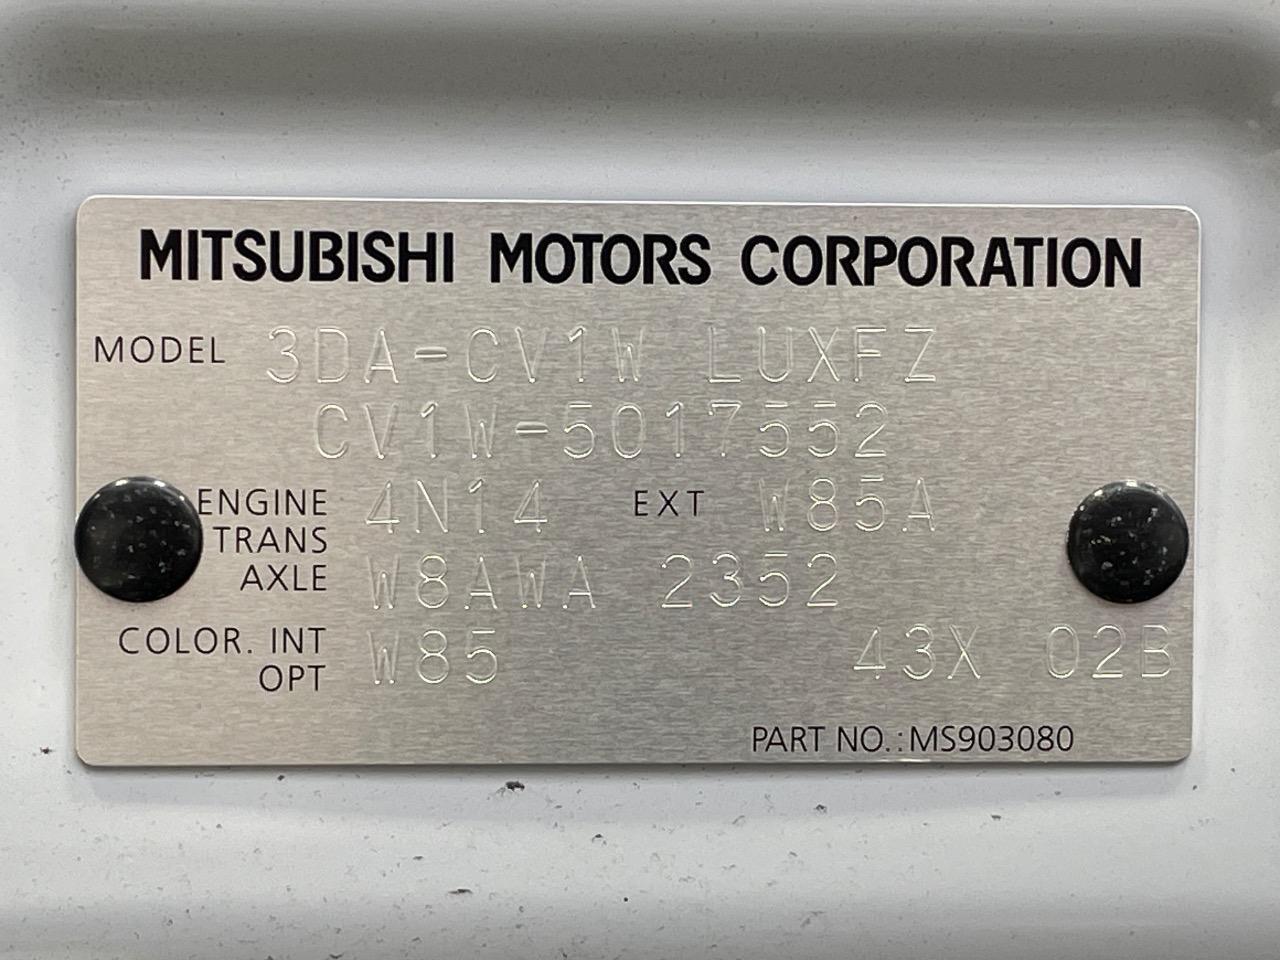 MITSUBISHI MOTORS CORPORATION
MODEL 3DA-CV1W LUXFZ
CV1W-5017552
ENGINE 4N14 EXT W85A
TRANS
AXLE W8AWA 2352
COLOR. INT W85 43X 02B
OPT
PART NO.:MS903080